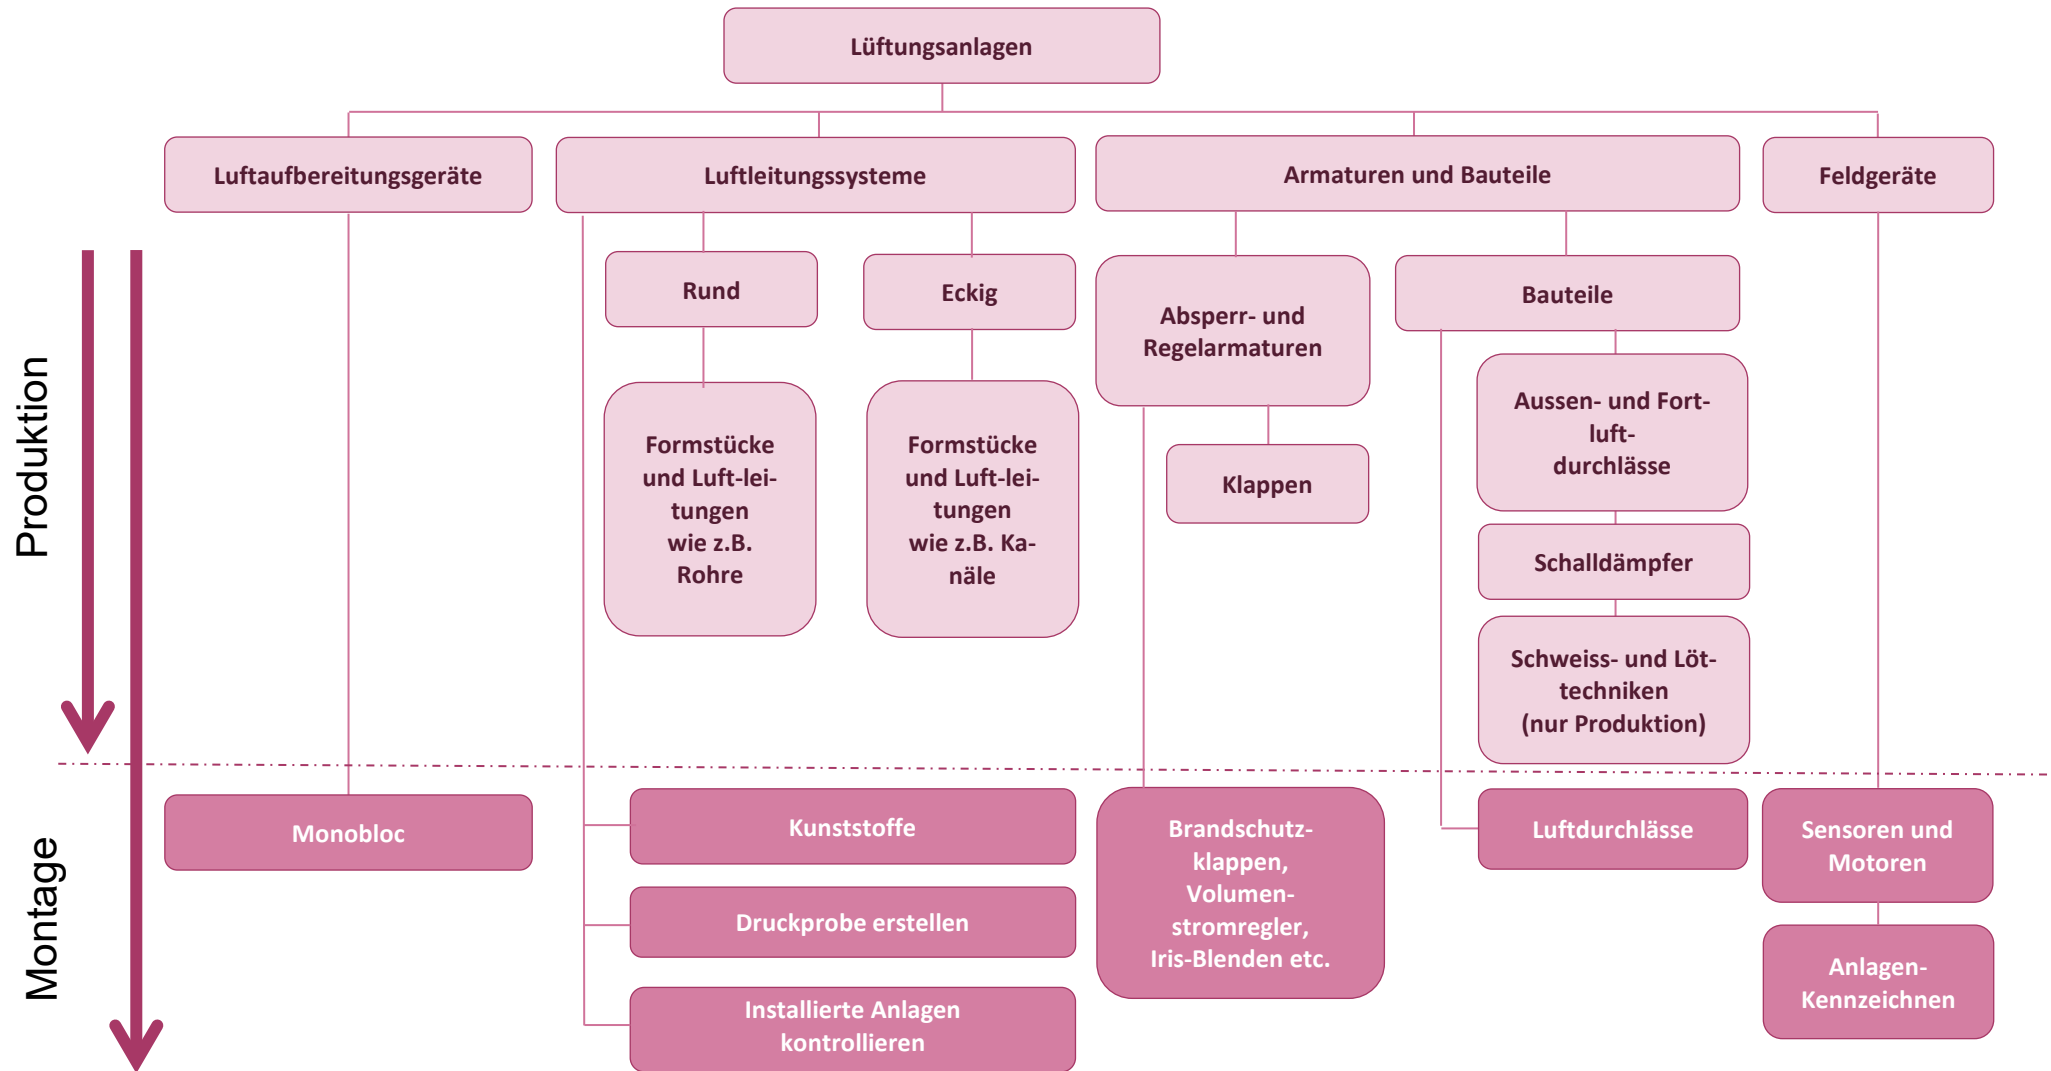 Lüftungsanlagen
Luftaufbereitungsgeräte
Luftleitungssysteme
Armaturen und Bauteile
Feldgeräte
Produktion
Rund
Eckig
Absperr- und
Regelarmaturen
Bauteile
Formstücke
und Luft-lei-
tungen
wie z.B.
Rohre
Formstücke
und Luft-lei-
tungen
wie z.B. Ka-
näle
Klappen
Aussen- und Fort-
luft-
durchlässe
Schalldämpfer
Schweiss- und Löt-
techniken
(nur Produktion)
Montage
Monobloc
Kunststoffe
Druckprobe erstellen
Installierte Anlagen
kontrollieren
Brandschutz-
klappen,
Volumen-
stromregler,
Iris-Blenden etc.
Luftdurchlässe
Sensoren und
Motoren
Anlagen-
Kennzeichnen